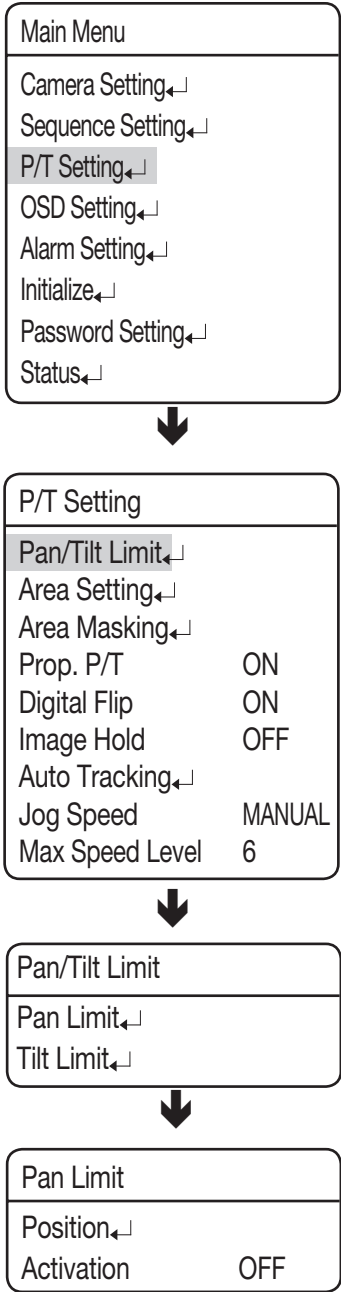 Main Menu
Camera Setting↵
Sequence Setting↵
P/T Setting↵
OSD Setting↵
Alarm Setting↵
Initialize↵
Password Setting↵
Status↵
P/T Setting
Pan/Tilt Limit↵
Area Setting↵
Area Masking↵
Prop. P/T ON
Digital Flip ON
Image Hold OFF
Auto Tracking↵
Jog Speed MANUAL
Max Speed Level 6
Pan/Tilt Limit
Pan Limit↵
Tilt Limit↵
Pan Limit
Position↵
Activation OFF